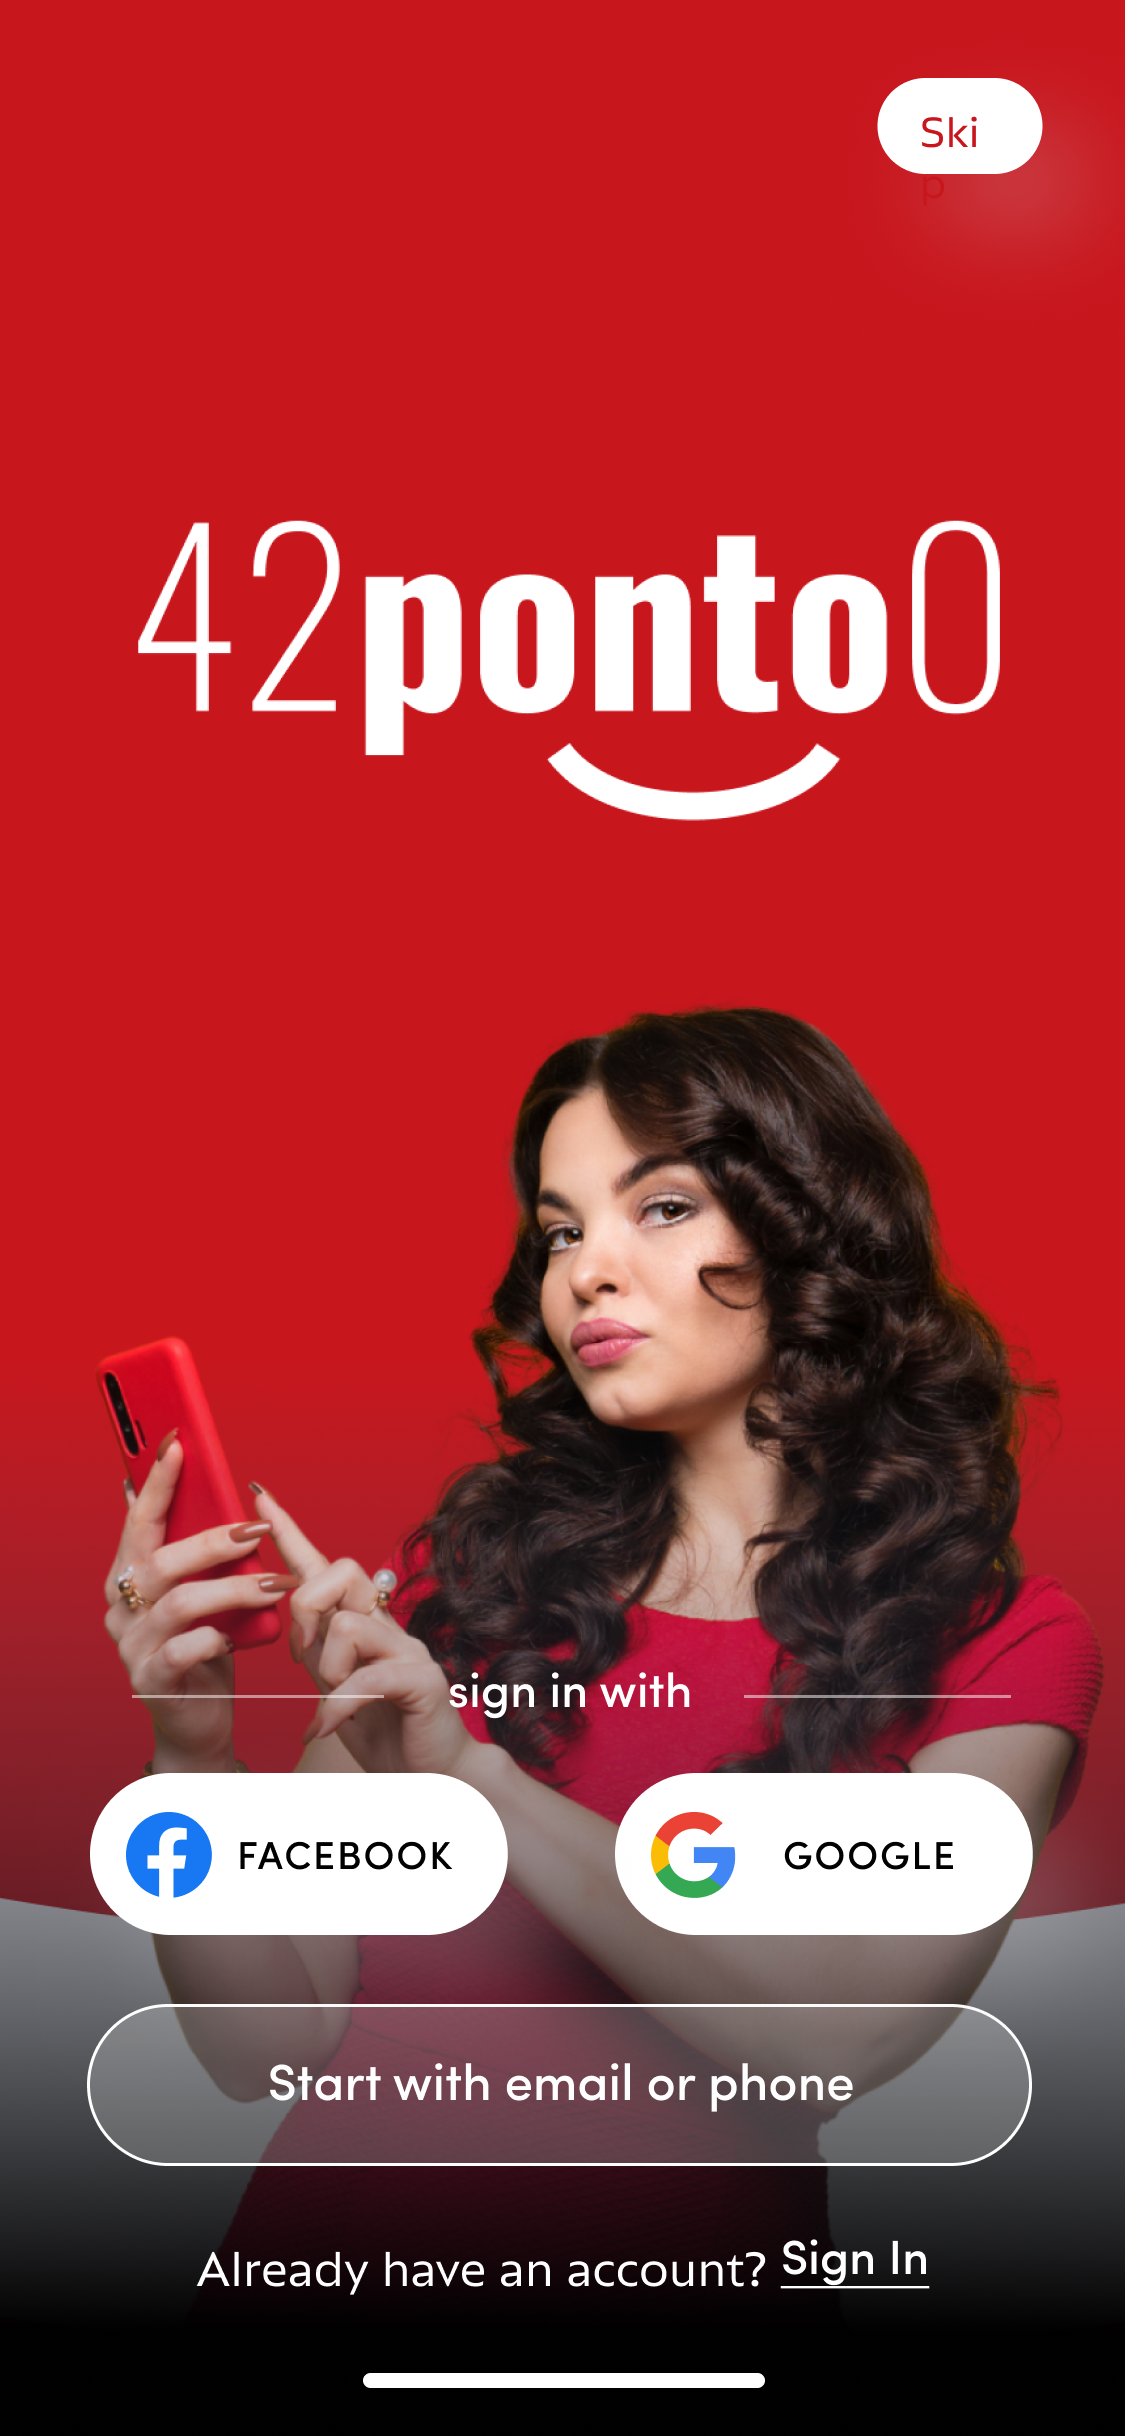 Ski
p
42ponto0
sign in with
FACEBOOK
GOOGLE
Start with email or phone
Already have an account? Sign In